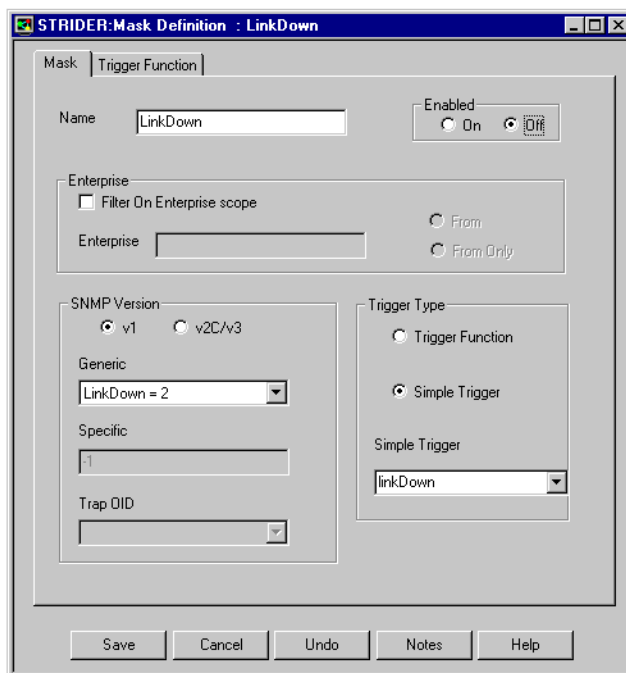 STRIDER:Mask Definition : LinkDown
Mask
Trigger Function
Name
LinkDown
Enabled
On
Off
Enterprise
Filter On Enterprise scope
Enterprise
From
From Only
SNMP Version
v1
v2C/v3
Generic
LinkDown = 2
Specific
-1
Trap OID
Trigger Type
Trigger Function
Simple Trigger
Simple Trigger
linkDown
Save
Cancel
Undo
Notes
Help